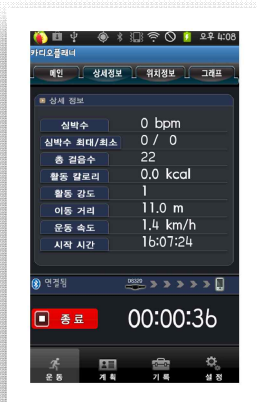 오후 4:08
카디오플래너
메인 상세정보 위치정보 그래프
상세 정보
심박수 0 bpm
심박수 최대/최소 0 / 0
총 걸음수 22
활동 칼로리 0.0 kcal
활동 강도 1
이동 거리 11.0 m
운동 속도 1.4 km/h
시작 시간 16:07:24
연결됨
종료 00:00:36
운동 계획 기록 설정